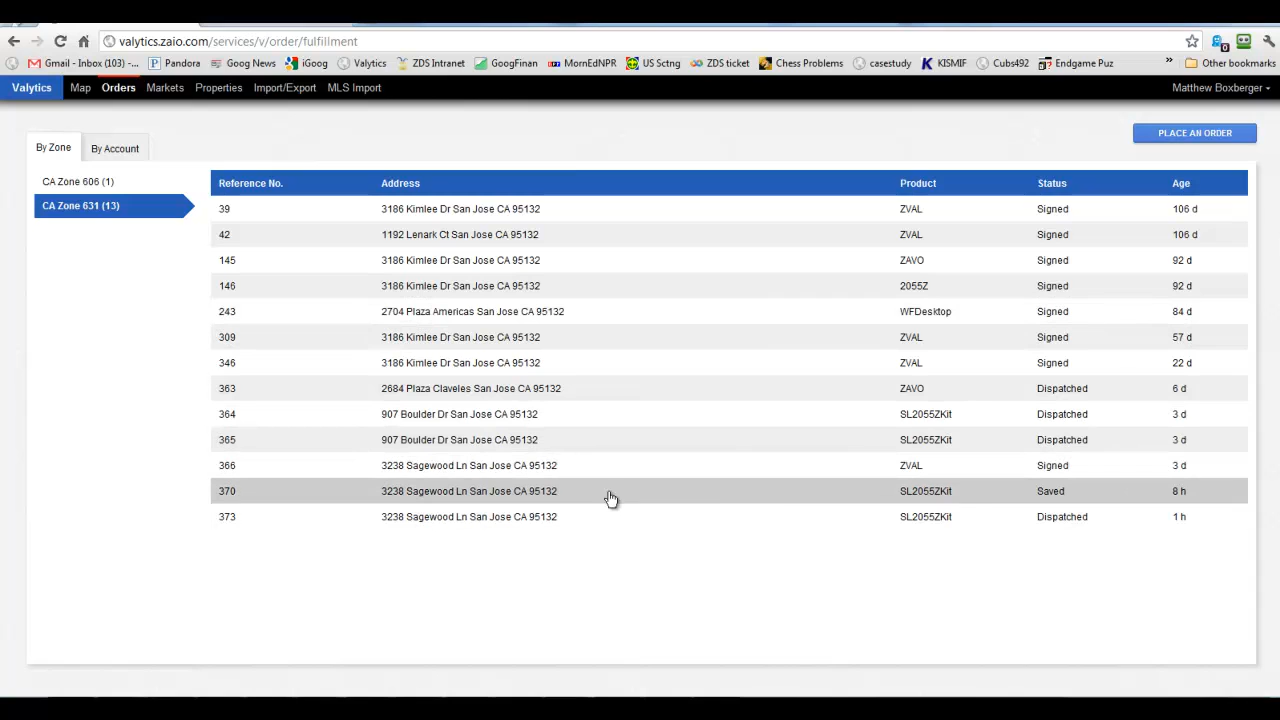 valytics.zaio.com/services/v/order/fulfillment
0
Gmail - Inbox (103) -... Pandora Goog News iGoog Valytics ZDS Intranet GoogFinan MornEdNPR US Sctng ZDS ticket Chess Problems casestudy KISMIF Cubs492 Endgame Puz » Other bookmarks
Valytics Map Orders Markets Properties Import/Export MLS Import Matthew Boxberger
PLACE AN ORDER
By Zone By Account
CA Zone 606 (1)
CA Zone 631 (13)
Reference No. Address Product Status Age
39 3186 Kimlee Dr San Jose CA 95132 ZVAL Signed 106 d
42 1192 Lenark Ct San Jose CA 95132 ZVAL Signed 106 d
145 3186 Kimlee Dr San Jose CA 95132 ZAVO Signed 92 d
146 3186 Kimlee Dr San Jose CA 95132 2055Z Signed 92 d
243 2704 Plaza Americas San Jose CA 95132 WFDesktop Signed 84 d
309 3186 Kimlee Dr San Jose CA 95132 ZVAL Signed 57 d
346 3186 Kimlee Dr San Jose CA 95132 ZVAL Signed 22 d
363 2684 Plaza Claveles San Jose CA 95132 ZAVO Dispatched 6 d
364 907 Boulder Dr San Jose CA 95132 SL2055ZKit Dispatched 3 d
365 907 Boulder Dr San Jose CA 95132 SL2055ZKit Dispatched 3 d
366 3238 Sagewood Ln San Jose CA 95132 ZVAL Signed 3 d
370 3238 Sagewood Ln San Jose CA 95132 SL2055ZKit Saved 8 h
373 3238 Sagewood Ln San Jose CA 95132 SL2055ZKit Dispatched 1 h